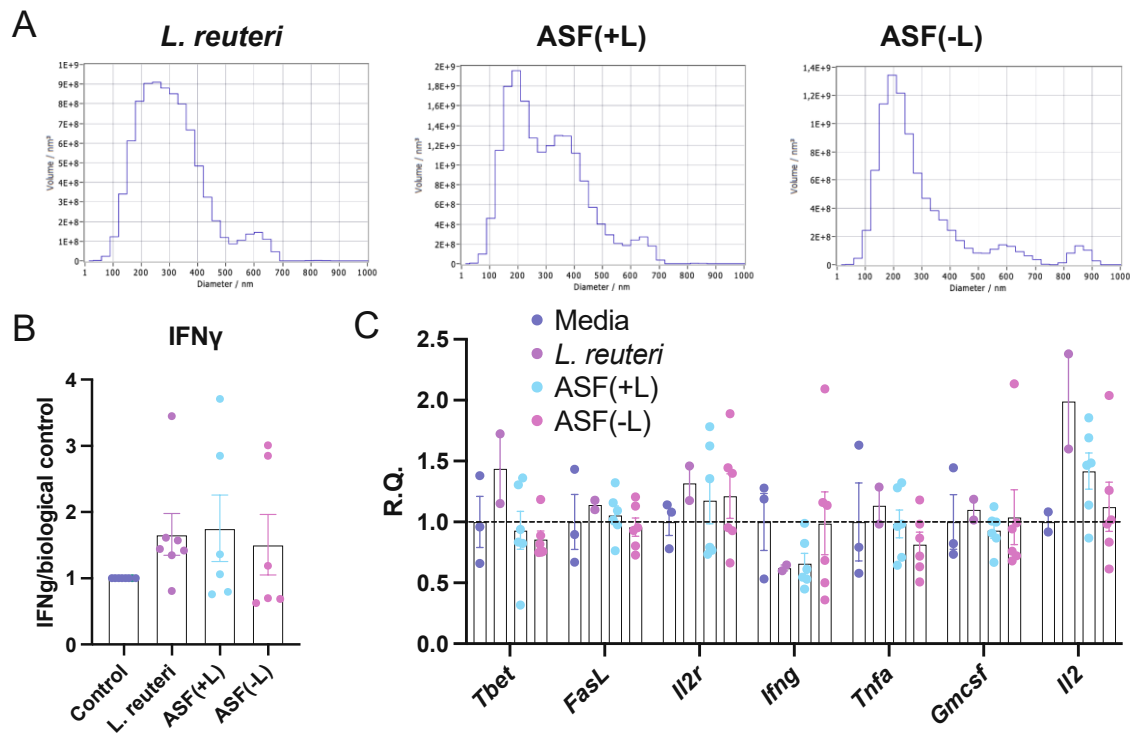 A
L. reuteri
ASF(+L)
ASF(-L)
1E+9
9E+8
8E+8
7E+8
6E+8
5E+8
4E+8
3E+8
2E+8
1E+8
0
Volume / nm³
1 100 200 300 400 500 600 700 800 900 1000
Diameter / nm
2E+9
1,8E+9
1,6E+9
1,4E+9
1,2E+9
1E+9
8E+8
6E+8
4E+8
2E+8
0
Volume / nm³
1 100 200 300 400 500 600 700 800 900 1000
Diameter / nm
1,4E+9
1,2E+9
1E+9
8E+8
6E+8
4E+8
2E+8
0
Volume / nm³
1 100 200 300 400 500 600 700 800 900 1000
Diameter / nm
B
IFNγ
IFNg/biological control
4
3
2
1
0
Control
L. reuteri
ASF(+L)
ASF(-L)
C
Media
L. reuteri
ASF(+L)
ASF(-L)
R.Q.
2.5
2.0
1.5
1.0
0.5
0.0
Tbet
FasL
Il2r
Ifng
Tnfa
Gmcsf
Il2